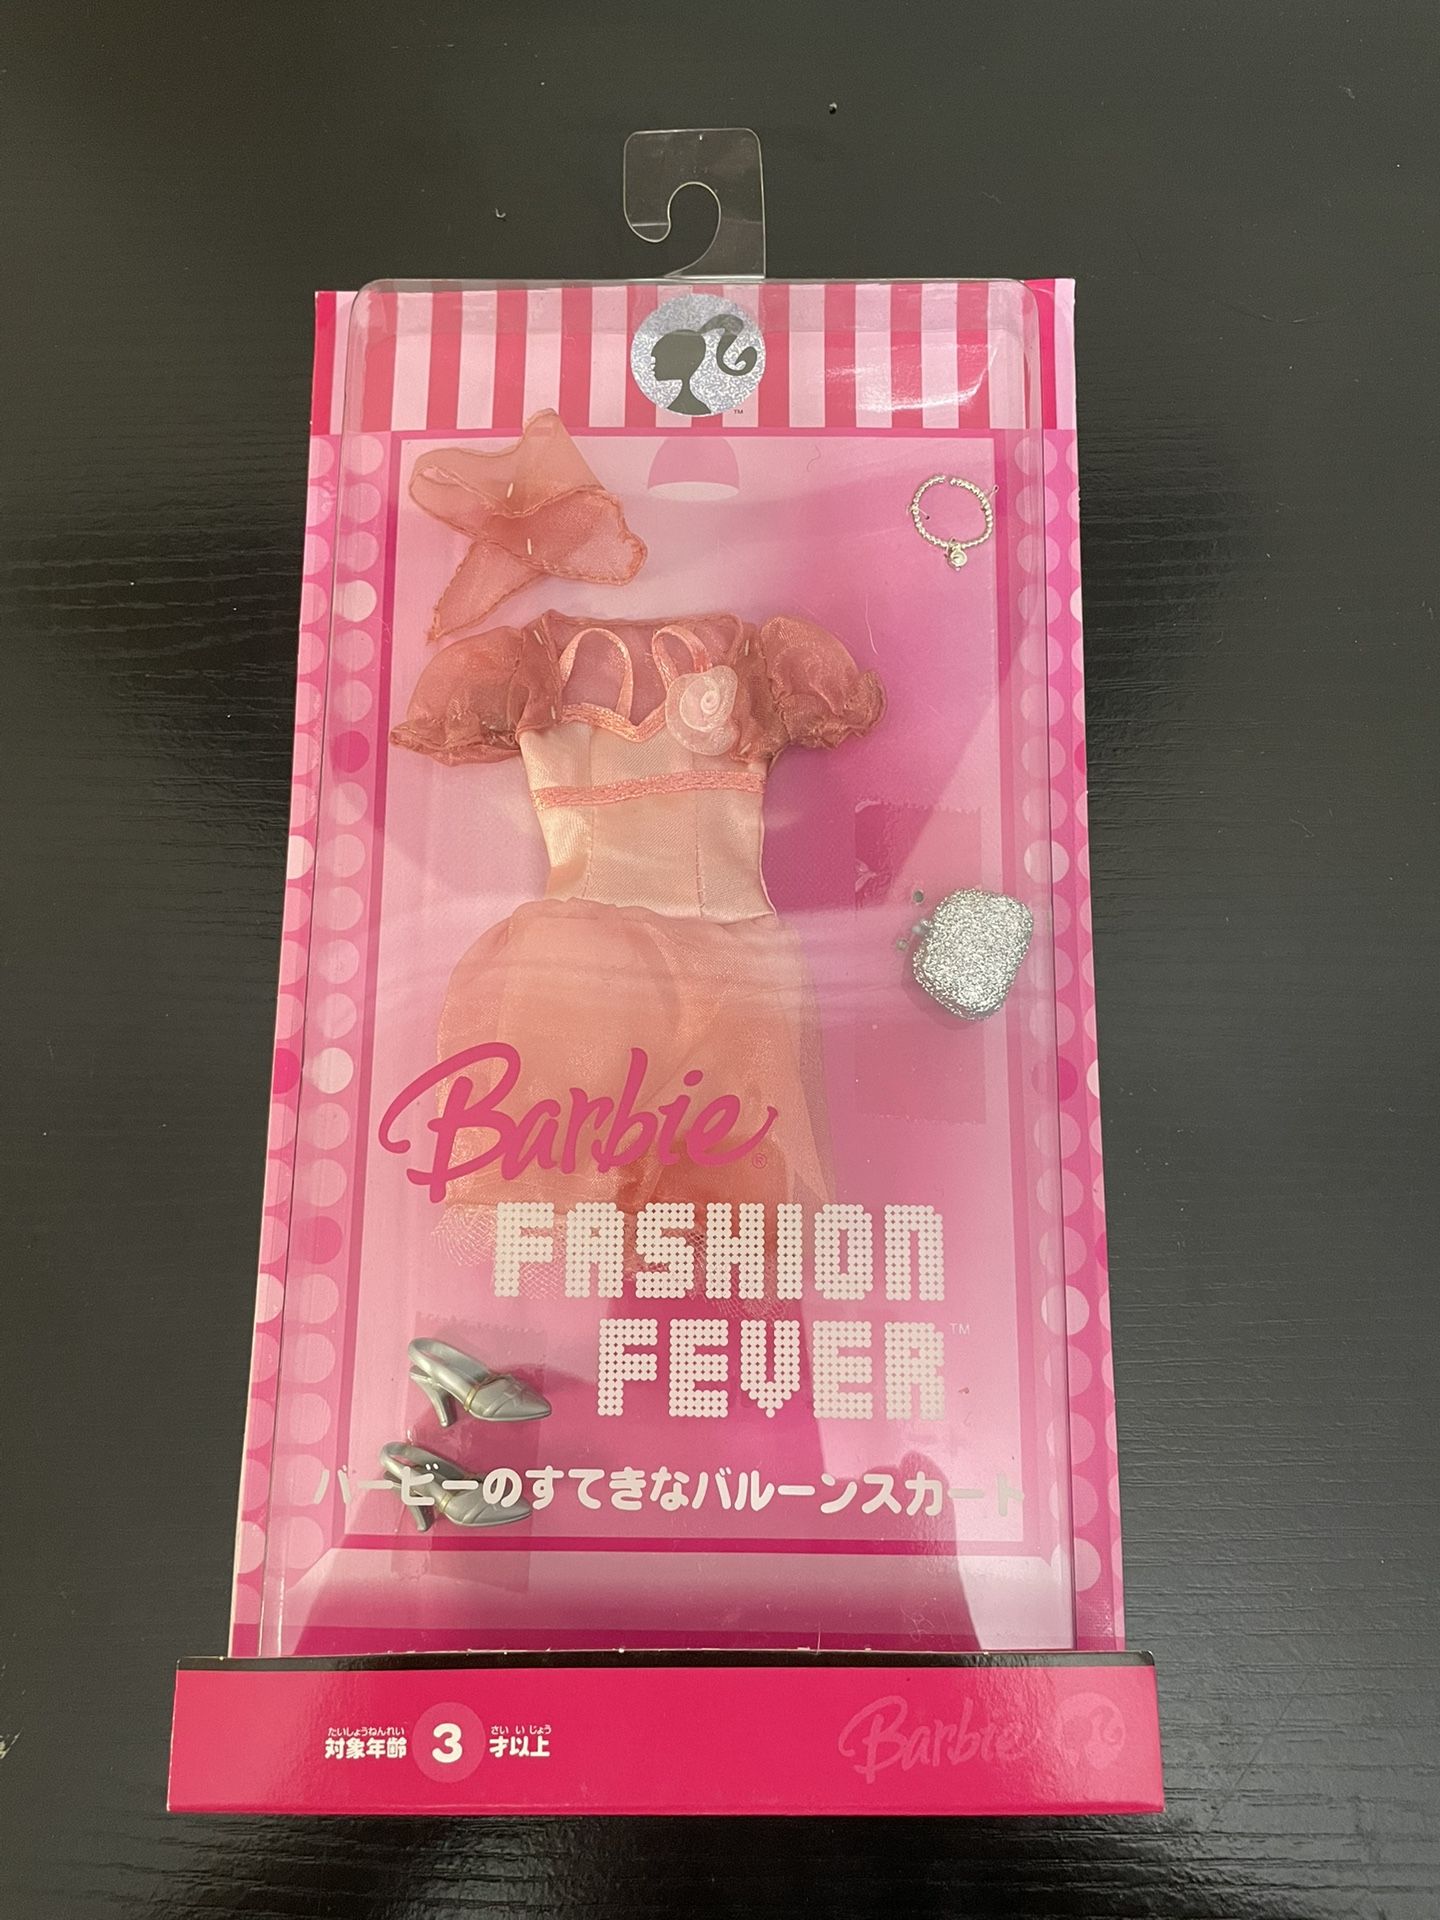 TM
Barbie®
FASHION
FEVER™
バービーのすてきなバルーンスカート
たいしょうねんれい さい い じょう
対象年齢 3 才以上
Barbie